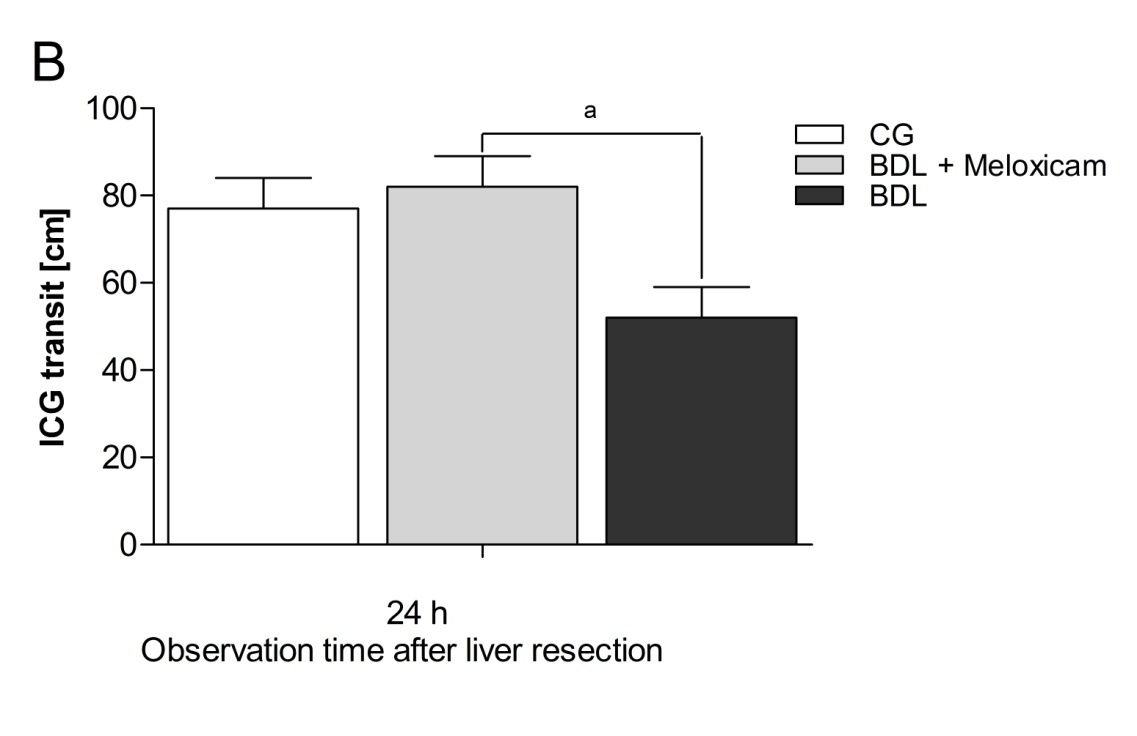 B
100
80
60
40
20
0
ICG transit [cm]
a
CG
BDL + Meloxicam
BDL
24 h
Observation time after liver resection